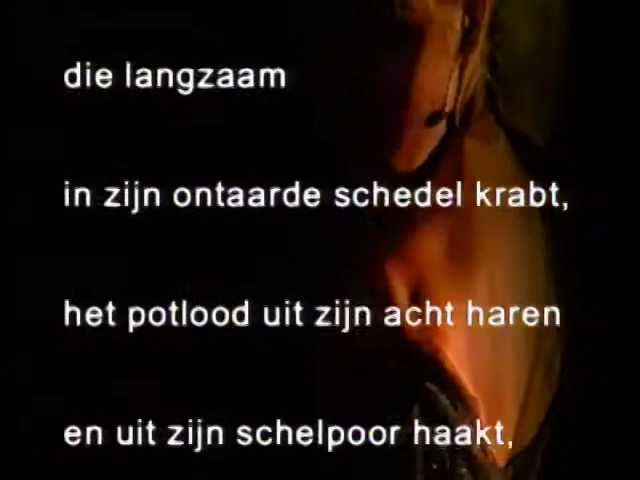 die langzaam
in zijn ontaarde schedel krabt,
het potlood uit zijn acht haren
en uit zijn schelpoor haakt,